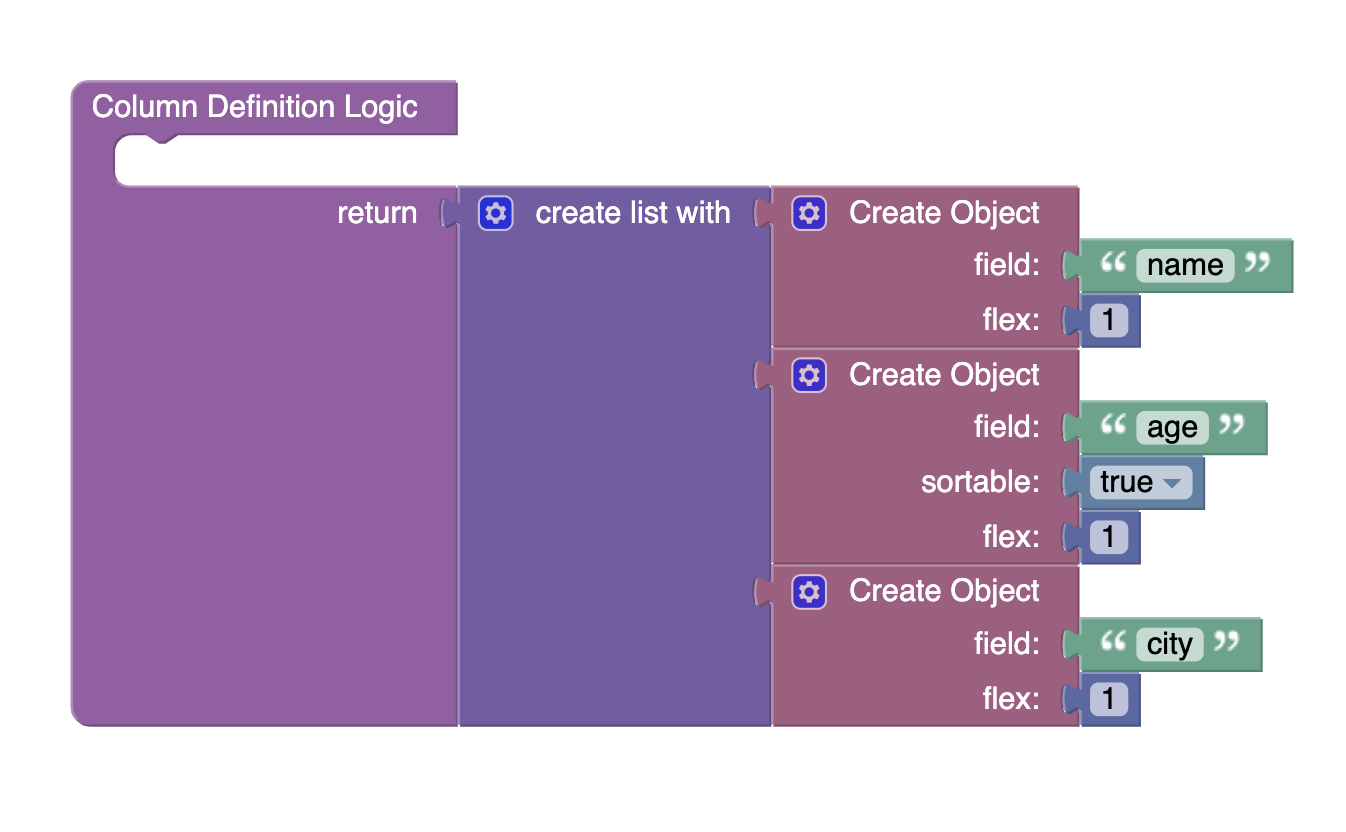 Column Definition Logic
return create list with Create Object
field: “ name ”
flex: 1
Create Object
field: “ age ”
sortable: true
flex: 1
Create Object
field: “ city ”
flex: 1